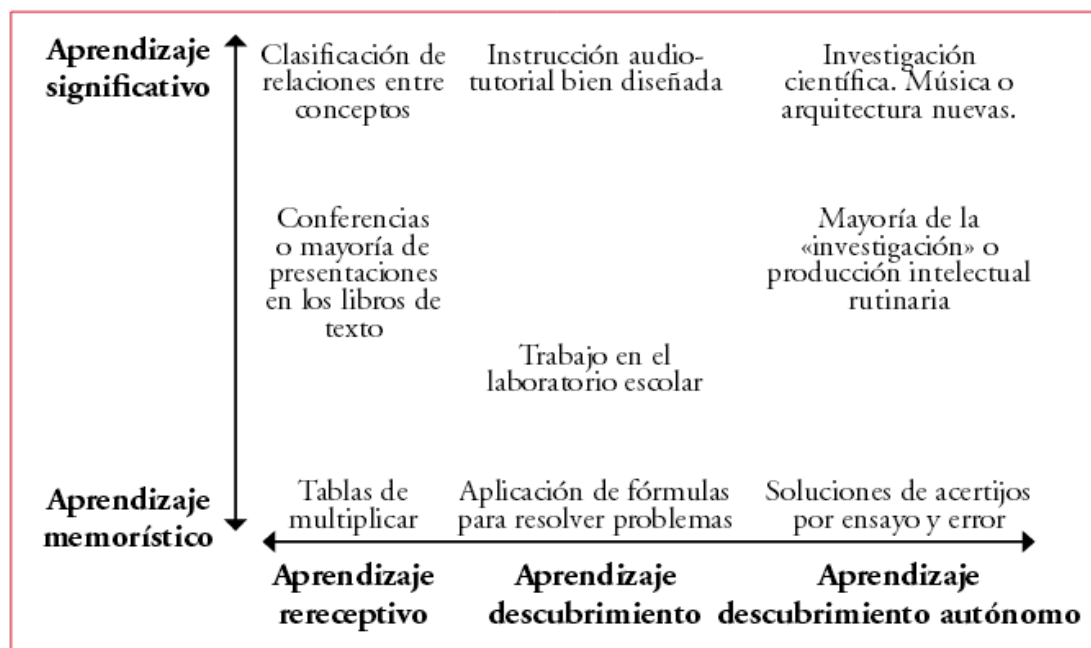 Aprendizaje
significativo
Clasificación de
relaciones entre
conceptos
Instrucción audio-
tutorial bien diseñada
Investigación
científica. Música o
arquitectura nuevas.
Conferencias
o mayoría de
presentaciones
en los libros de
texto
Mayoría de la
«investigación» o
producción intelectual
rutinaria
Trabajo en el
laboratorio escolar
Aprendizaje
memorístico
Tablas de
multiplicar
Aplicación de fórmulas
para resolver problemas
Soluciones de acertijos
por ensayo y error
Aprendizaje
rereceptivo
Aprendizaje
descubrimiento
Aprendizaje
descubrimiento autónomo